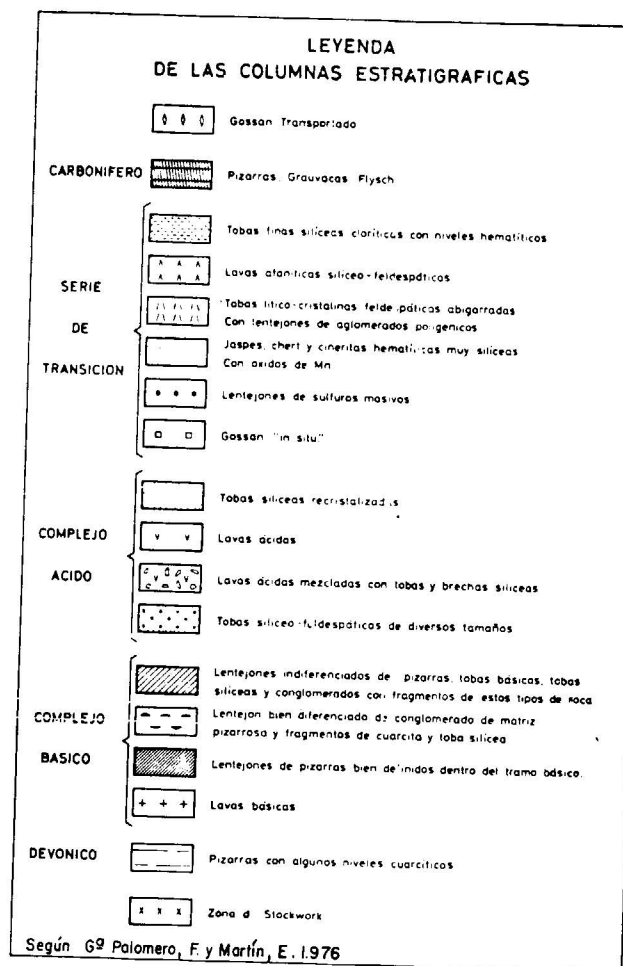 LEYENDA
DE LAS COLUMNAS ESTRATIGRAFICAS
Gossan Transportado
CARBONIFERO
Pizarras, Grauvacas Flysch
SERIE
DE
TRANSICION
Tobas finas silíceas cloríticas con niveles hematíticos
Lavas afaníticas silíceo-feldespáticas
Tobas lítico-cristalinas feldespáticas abigarradas
Con lentejones de aglomerados poligénicos
Jaspes, chert y cineritas hematíticas muy silíceas
Con óxidos de Mn
Lentejones de sulfuros masivos
Gossan "in situ"
COMPLEJO
ACIDO
Tobas silíceas recristalizadas
Lavas ácidas
Lavas ácidas mezcladas con tobas y brechas silíceas
Tobas silíceo-feldespáticas de diversos tamaños
COMPLEJO
BASICO
Lentejones indiferenciados de pizarras, tobas básicas, tobas
silíceas y conglomerados con fragmentos de estos tipos de roca
Lentejon bien diferenciado de conglomerado de matriz
pizarrosa y fragmentos de cuarcita y toba silícea
Lentejones de pizarras bien definidos dentro del tramo básico.
Lavas básicas
DEVONICO
Pizarras con algunos niveles cuarcíticos
Zona d Stockwork
Según Gª Palomero, F. y Martín, E. 1.976